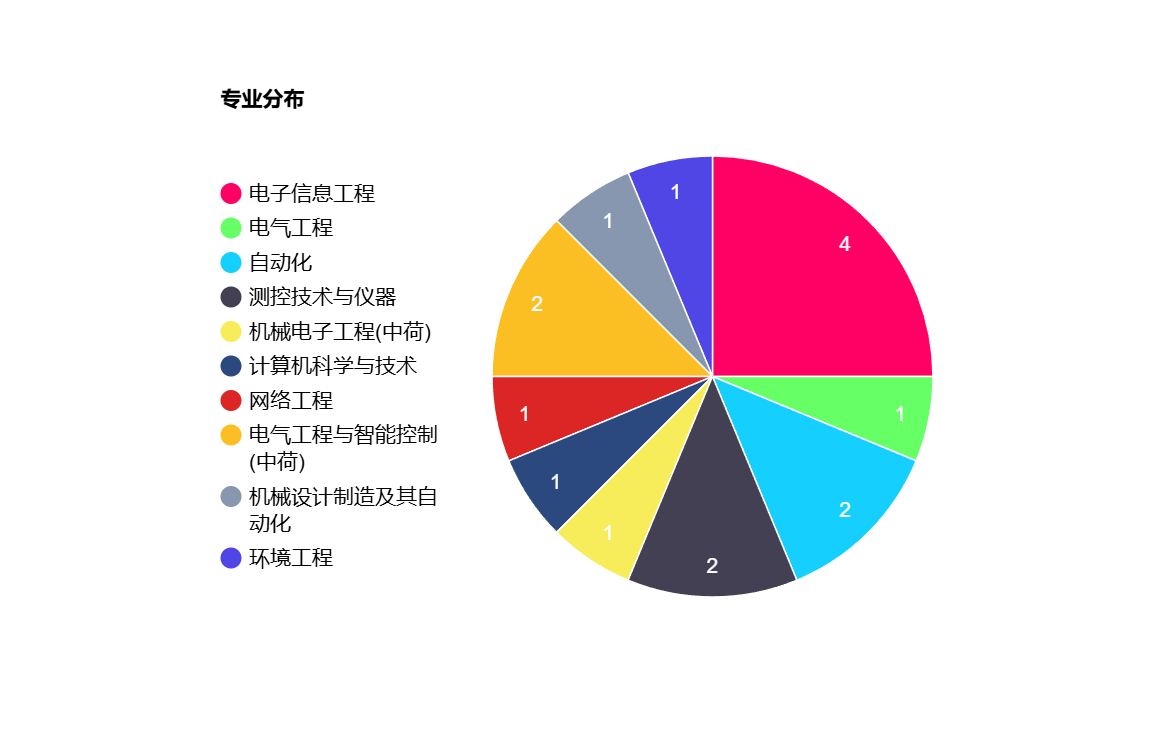 专业分布
电子信息工程
电气工程
自动化
测控技术与仪器
机械电子工程(中荷)
计算机科学与技术
网络工程
电气工程与智能控制
(中荷)
机械设计制造及其自
动化
环境工程
4
1
2
2
1
1
1
2
1
1